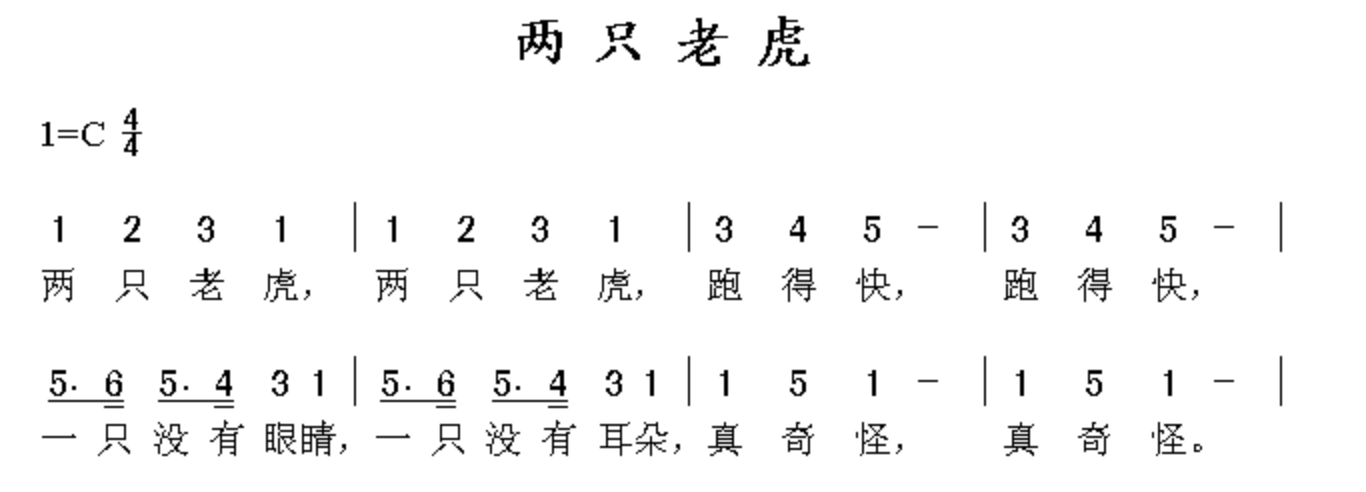 两只老虎
1=C 4/4
1 2 3 1 | 1 2 3 1 | 3 4 5 － | 3 4 5 － |
两 只 老 虎， 两 只 老 虎， 跑 得 快， 跑 得 快，
5· 6 5· 4 3 1 | 5· 6 5· 4 3 1 | 1 5 1 － | 1 5 1 － |
一 只 没 有 眼睛，一 只 没 有 耳朵，真 奇 怪， 真 奇 怪。